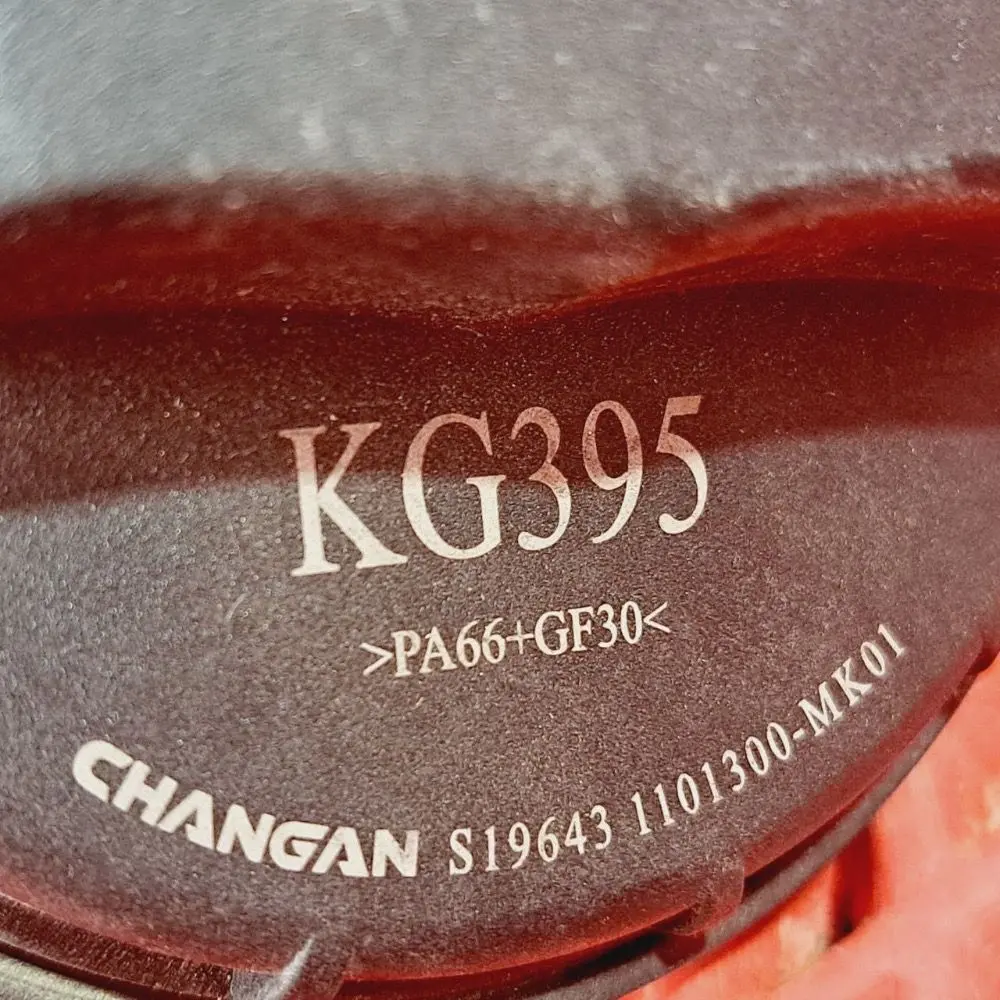 KG395
>PA66+GF30<
CHANGAN S19643 1101300-MK01